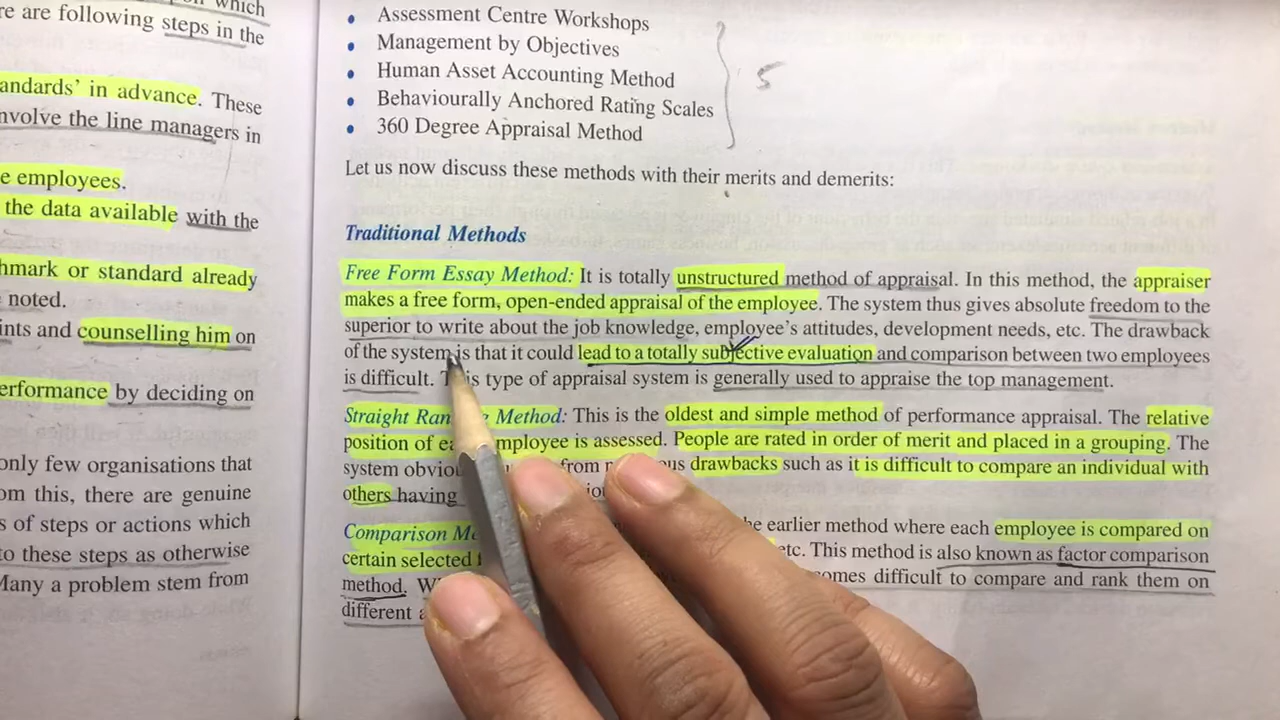 which
re are following steps in the
andards' in advance. These
nvolve the line managers in
e employees.
the data available with the
hmark or standard already
noted.
ints and counselling him on
erformance by deciding on
only few organisations that
om this, there are genuine
s of steps or actions which
to these steps as otherwise
Many a problem stem from
• Assessment Centre Workshops
• Management by Objectives
• Human Asset Accounting Method
• Behaviourally Anchored Rating Scales
• 360 Degree Appraisal Method
5
Let us now discuss these methods with their merits and demerits:
Traditional Methods
Free Form Essay Method: It is totally unstructured method of appraisal. In this method, the appraiser
makes a free form, open-ended appraisal of the employee. The system thus gives absolute freedom to the
superior to write about the job knowledge, employee's attitudes, development needs, etc. The drawback
of the system is that it could lead to a totally subjective evaluation and comparison between two employees
is difficult. This type of appraisal system is generally used to appraise the top management.
Straight Ran Method: This is the oldest and simple method of performance appraisal. The relative
position of ea employee is assessed. People are rated in order of merit and placed in a grouping. The
system obvio from us drawbacks such as it is difficult to compare an individual with
others having
Comparison Me he earlier method where each employee is compared on
certain selected etc. This method is also known as factor comparison
method. W omes difficult to compare and rank them on
different a